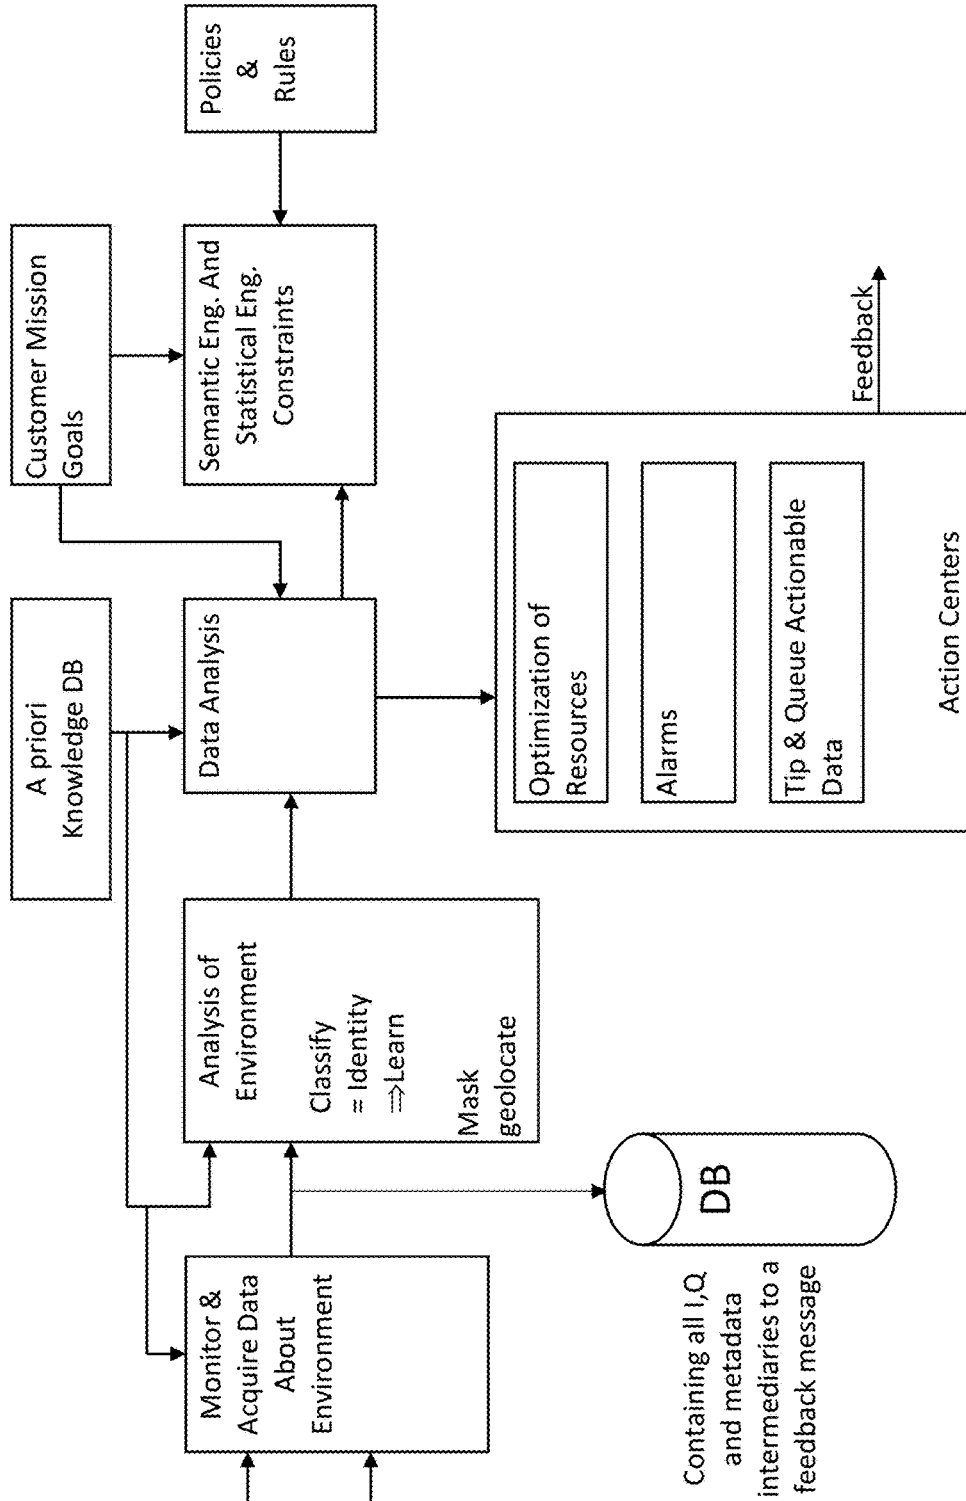 Monitor &
Acquire Data
About
Environment
Containing all I,Q
and metadata
intermediaries to a
feedback message
DB
Analysis of
Environment
Classify
= Identity
⇒Learn
Mask
geolocate
A priori
Knowledge DB
Data Analysis
Customer Mission
Goals
Semantic Eng. And
Statistical Eng.
Constraints
Policies
&
Rules
Optimization of
Resources
Alarms
Tip & Queue Actionable
Data
Action Centers
Feedback